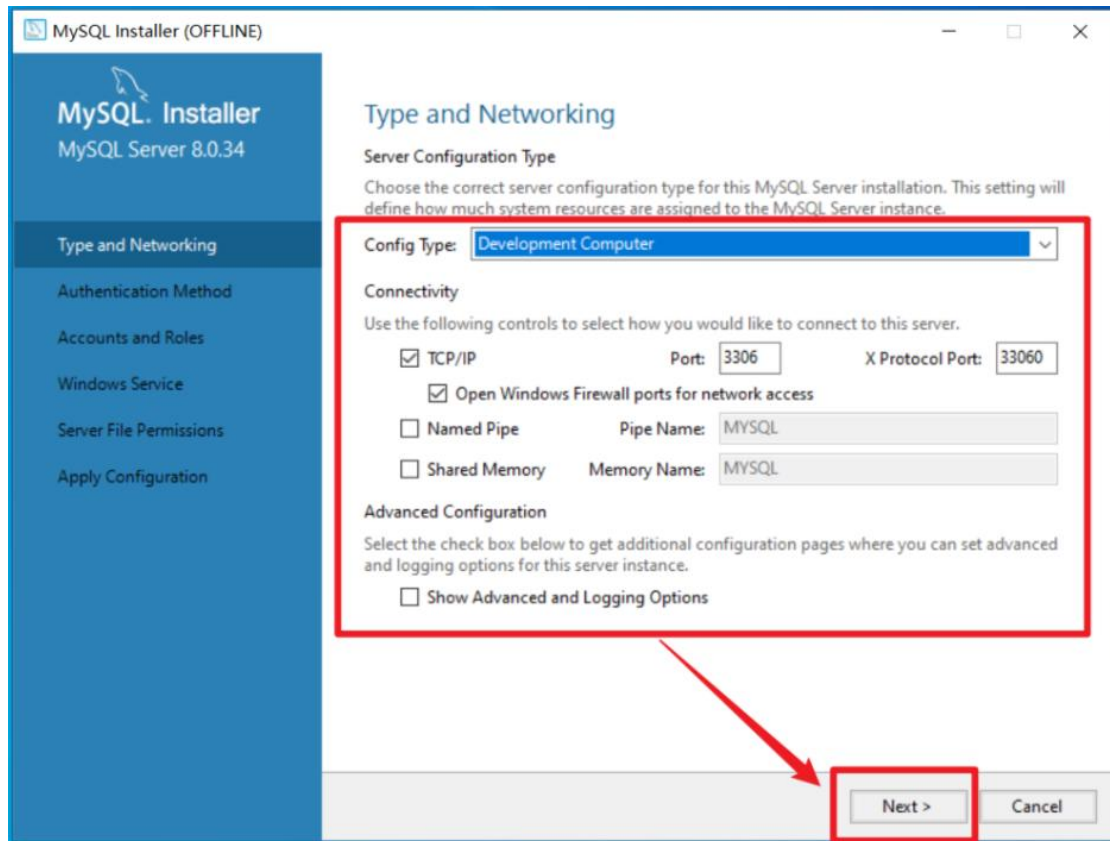 MySQL Installer (OFFLINE)
MySQL. Installer
MySQL Server 8.0.34
Type and Networking
Authentication Method
Accounts and Roles
Windows Service
Server File Permissions
Apply Configuration
Type and Networking
Server Configuration Type
Choose the correct server configuration type for this MySQL Server installation. This setting will
define how much system resources are assigned to the MySQL Server instance.
Config Type: Development Computer
Connectivity
Use the following controls to select how you would like to connect to this server.
TCP/IP Port: 3306 X Protocol Port: 33060
Open Windows Firewall ports for network access
Named Pipe Pipe Name: MYSQL
Shared Memory Memory Name: MYSQL
Advanced Configuration
Select the check box below to get additional configuration pages where you can set advanced
and logging options for this server instance.
Show Advanced and Logging Options
Next > Cancel